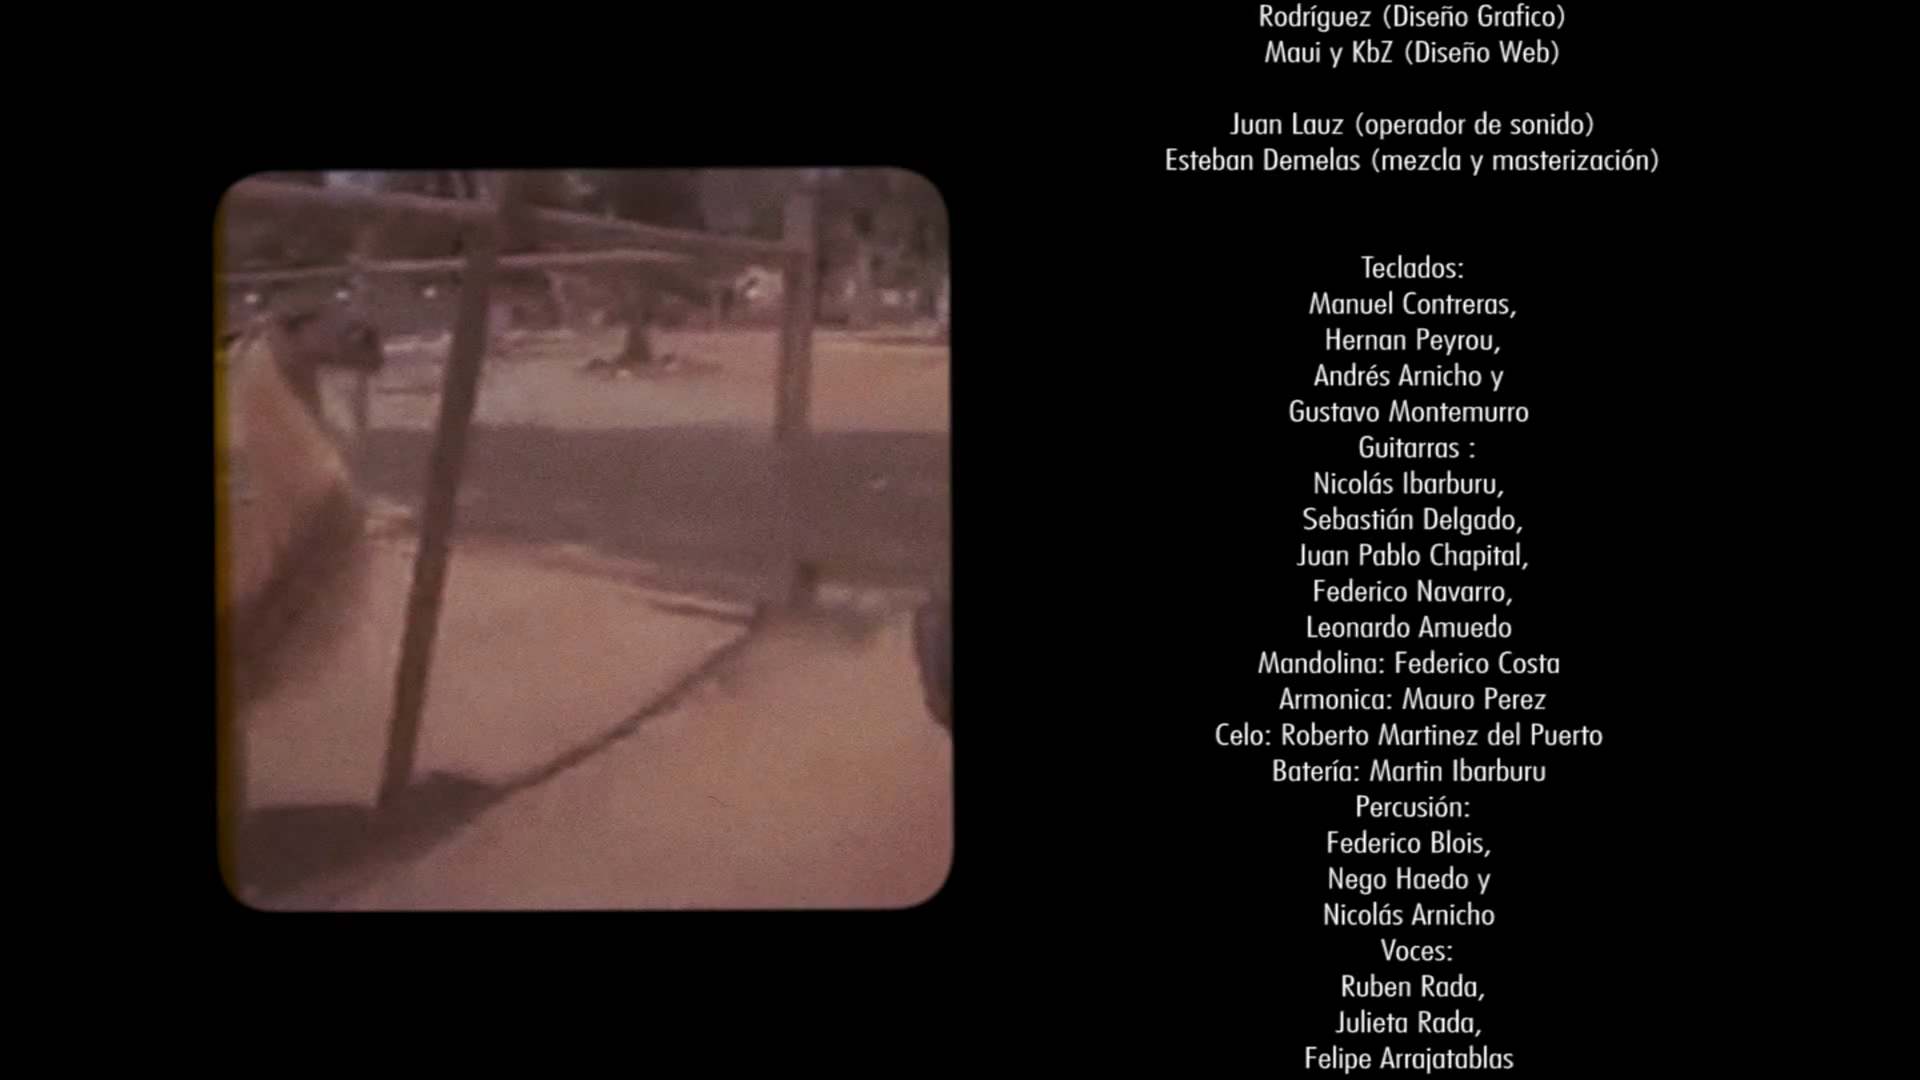 Rodríguez (Diseño Grafico)
Maui y KbZ (Diseño Web)
Juan Lauz (operador de sonido)
Esteban Demelas (mezcla y masterización)
Teclados:
Manuel Contreras,
Hernan Peyrou,
Andrés Arnicho y
Gustavo Montemurro
Guitarras :
Nicolás Ibarburu,
Sebastián Delgado,
Juan Pablo Chapital,
Federico Navarro,
Leonardo Amuedo
Mandolina: Federico Costa
Armonica: Mauro Perez
Celo: Roberto Martinez del Puerto
Batería: Martin Ibarburu
Percusión:
Federico Blois,
Nego Haedo y
Nicolás Arnicho
Voces:
Ruben Rada,
Julieta Rada,
Felipe Arrajatablas